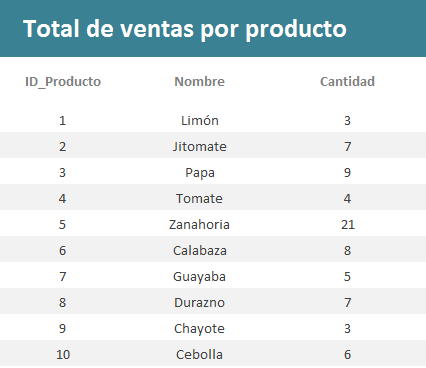 Total de ventas por producto
ID_Producto Nombre Cantidad
1 Limón 3
2 Jitomate 7
3 Papa 9
4 Tomate 4
5 Zanahoria 21
6 Calabaza 8
7 Guayaba 5
8 Durazno 7
9 Chayote 3
10 Cebolla 6